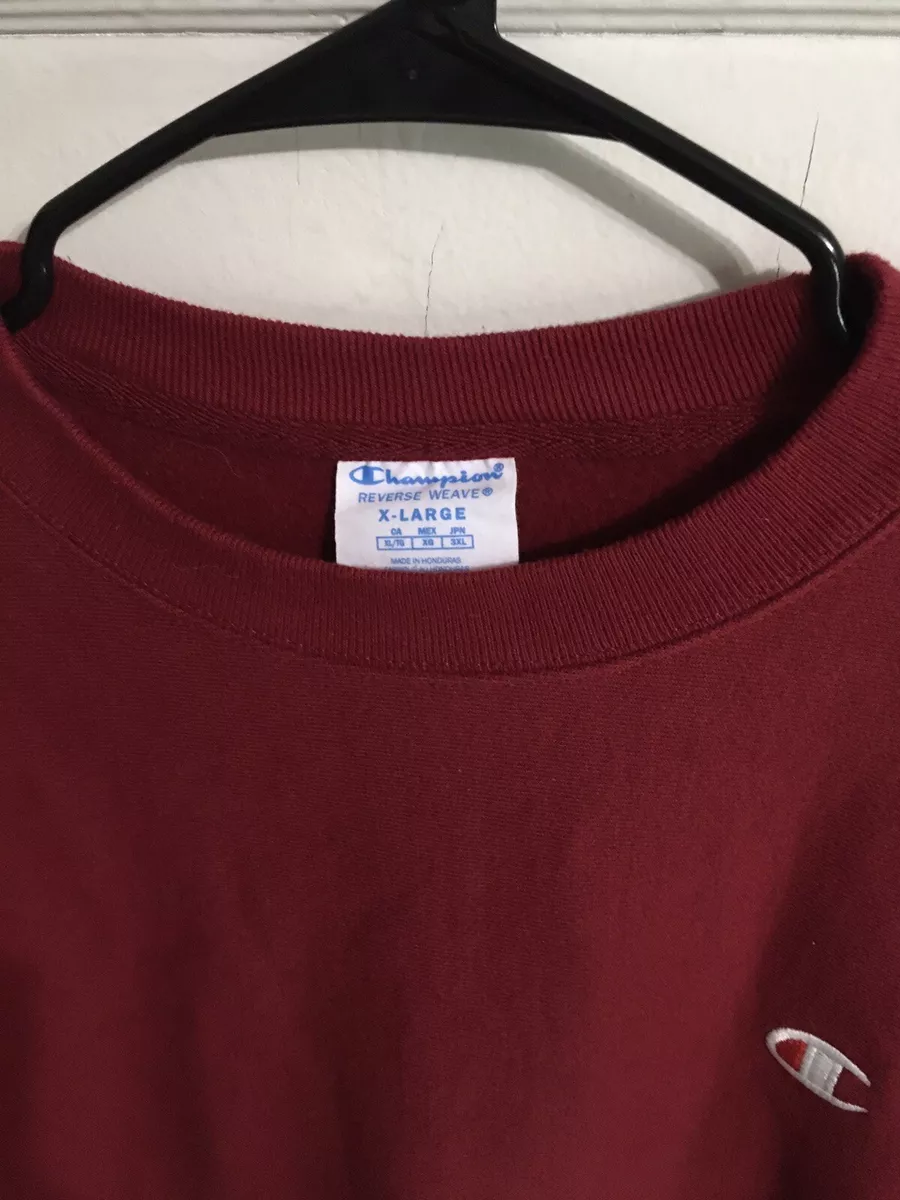 Champion®
REVERSE WEAVE®
X-LARGE
CA MEX JPN
XL/TG XG 3XL
MADE IN HONDURAS